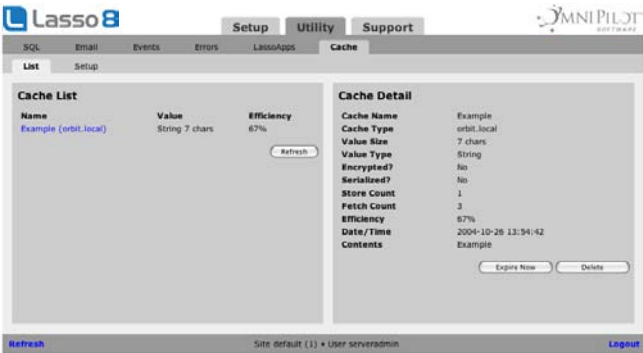 Lasso 8
Setup Utility Support
OMNIPILOT
SOFTWARE
SQL Email Events Errors LassoApps Cache
List Setup
Cache List
Name Value Efficiency
Example (orbit.local) String 7 chars 67%
Refresh
Cache Detail
Cache Name Example
Cache Type orbit.local
Value Size 7 chars
Value Type String
Encrypted? No
Serialized? No
Store Count 1
Fetch Count 3
Efficiency 67%
Date/Time 2004-10-26 13:54:42
Contents Example
Expire Now Delete
Refresh Site default (1) • User serveradmin Logout